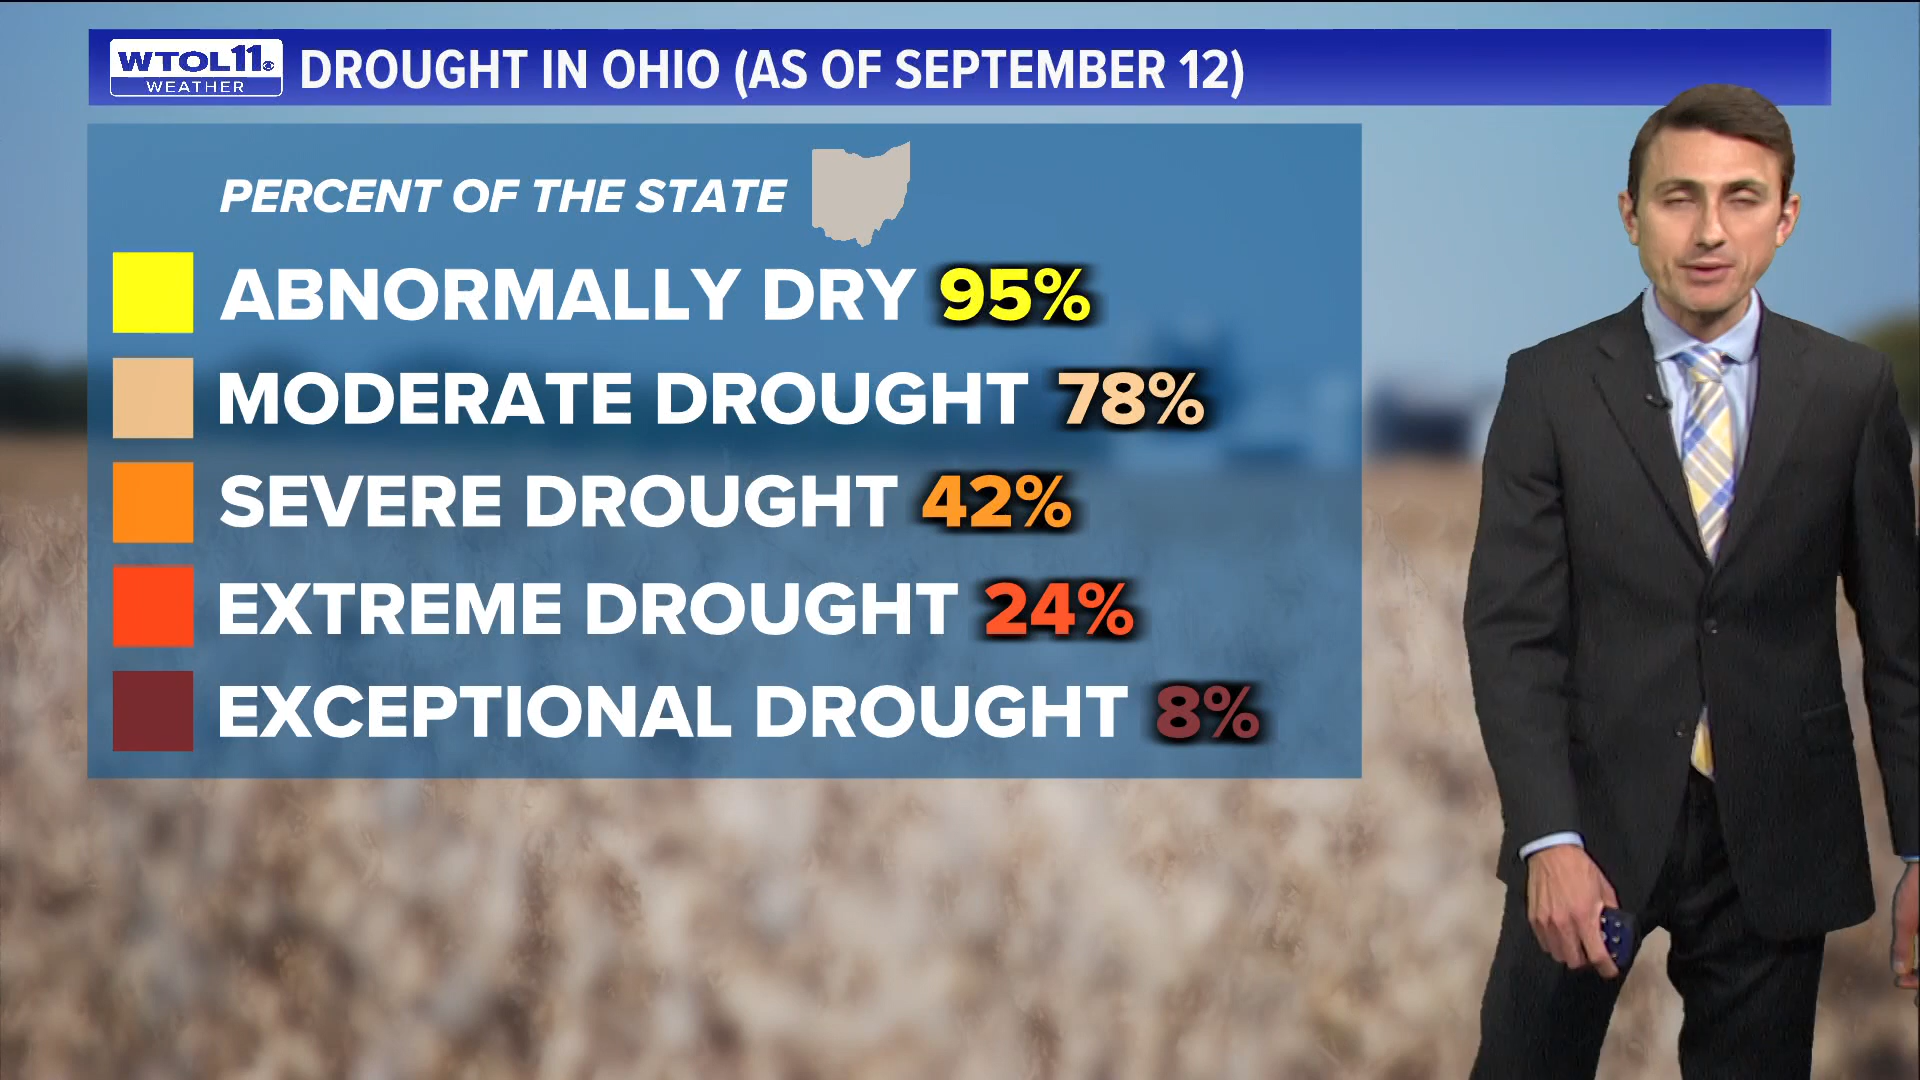 WTOL11
WEATHER
DROUGHT IN OHIO (AS OF SEPTEMBER 12)
PERCENT OF THE STATE
ABNORMALLY DRY 95%
MODERATE DROUGHT 78%
SEVERE DROUGHT 42%
EXTREME DROUGHT 24%
EXCEPTIONAL DROUGHT 8%